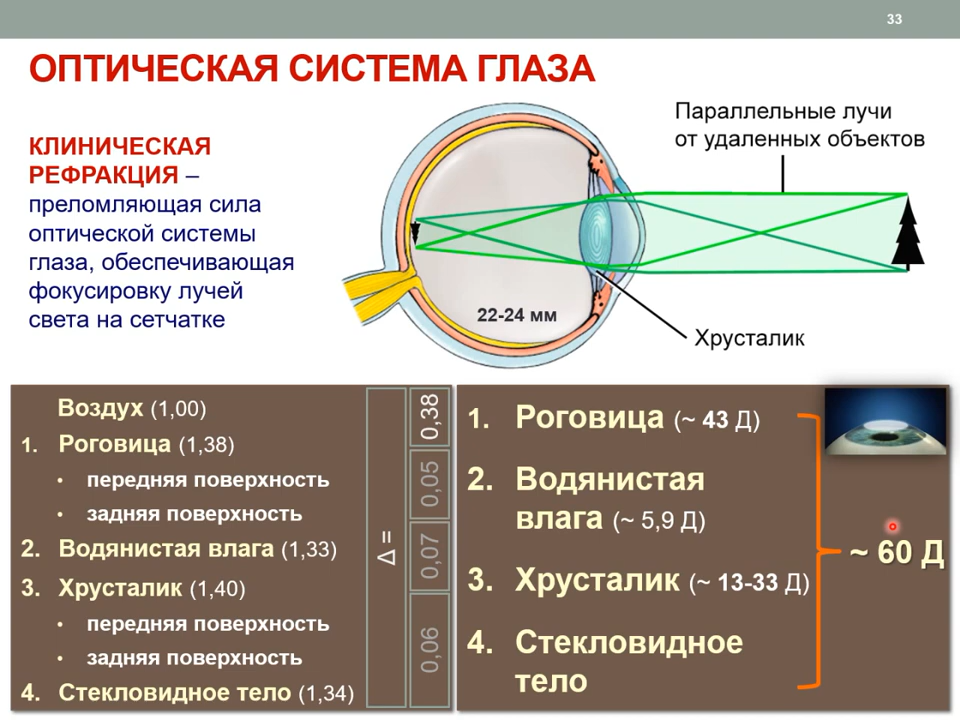 33
ОПТИЧЕСКАЯ СИСТЕМА ГЛАЗА
КЛИНИЧЕСКАЯ
РЕФРАКЦИЯ –
преломляющая сила
оптической системы
глаза, обеспечивающая
фокусировку лучей
света на сетчатке
Параллельные лучи
от удаленных объектов
22-24 мм
Хрусталик
Воздух (1,00)
1. Роговица (1,38)
• передняя поверхность
• задняя поверхность
2. Водянистая влага (1,33)
3. Хрусталик (1,40)
• передняя поверхность
• задняя поверхность
4. Стекловидное тело (1,34)
Δ =
0,38
0,05
0,07
0,06
1. Роговица (~ 43 Д)
2. Водянистая
влага (~ 5,9 Д)
3. Хрусталик (~ 13-33 Д)
4. Стекловидное
тело
~ 60 Д